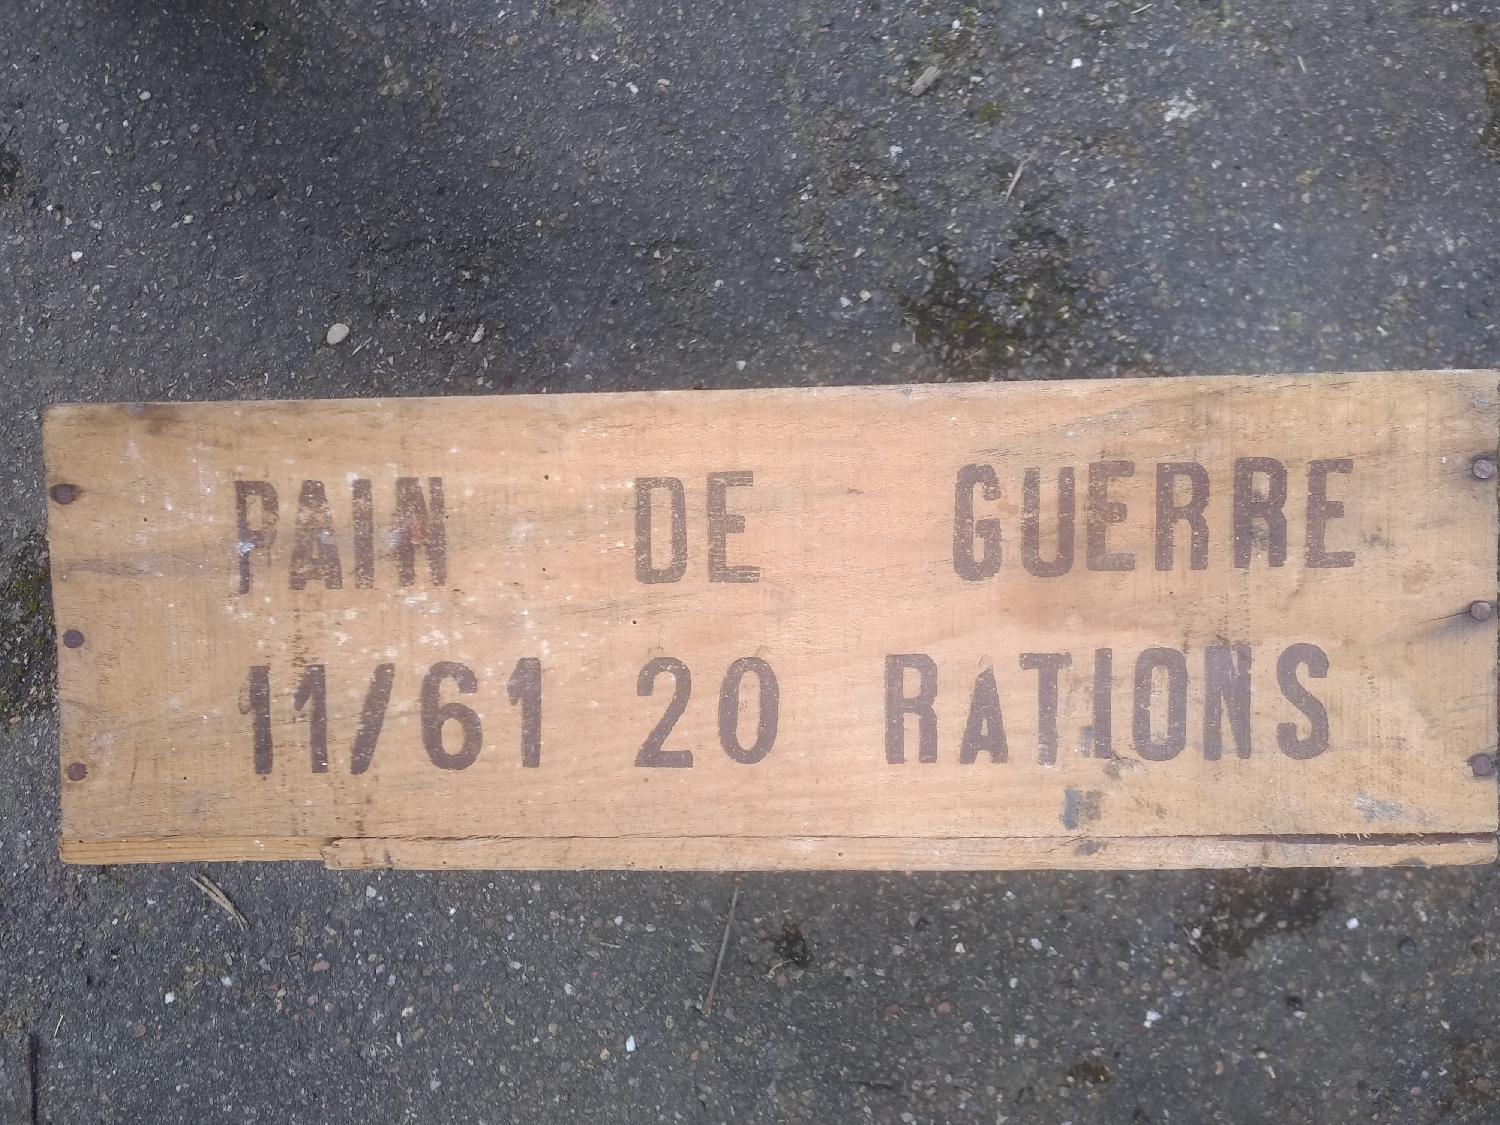 PAIN DE GUERRE
11/61 20 RATIONS